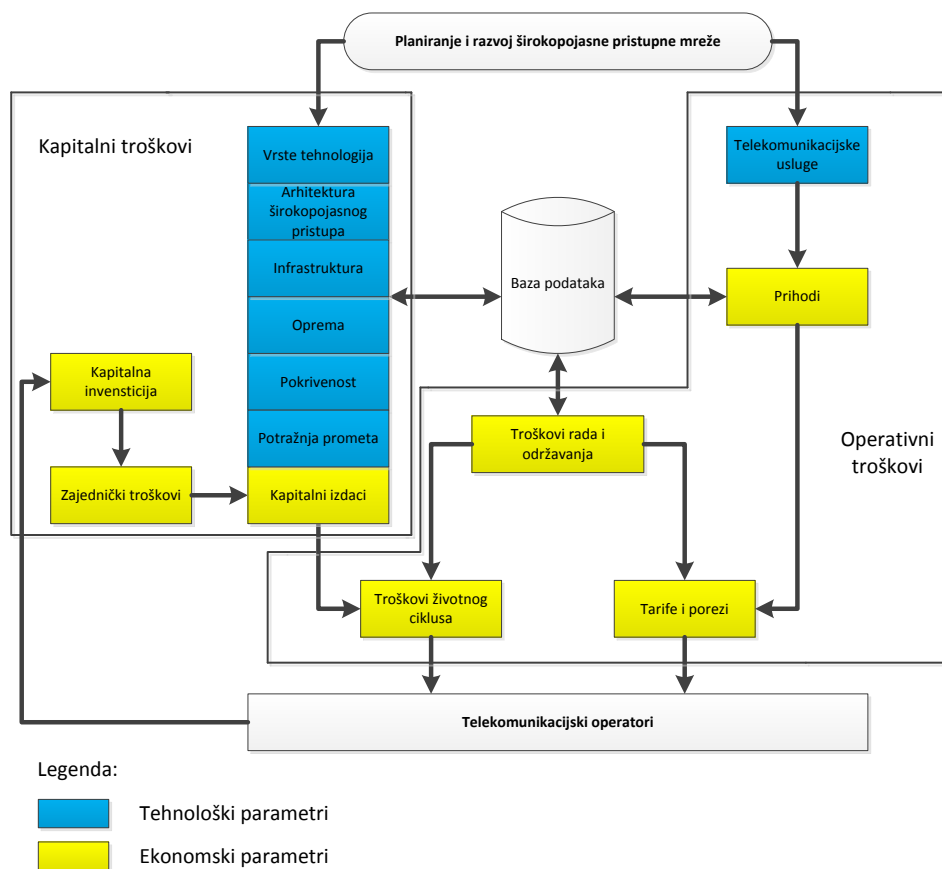 Planiranje i razvoj širokopojasne pristupne mreže
Kapitalni troškovi
Vrste tehnologija
Arhitektura
širokopojasnog
pristupa
Infrastruktura
Oprema
Pokrivenost
Potražnja prometa
Kapitalni izdaci
Kapitalna
invensticija
Zajednički troškovi
Baza podataka
Telekomunikacijske
usluge
Prihodi
Troškovi rada i
održavanja
Operativni
troškovi
Troškovi životnog
ciklusa
Tarife i porezi
Telekomunikacijski operatori
Legenda:
Tehnološki parametri
Ekonomski parametri